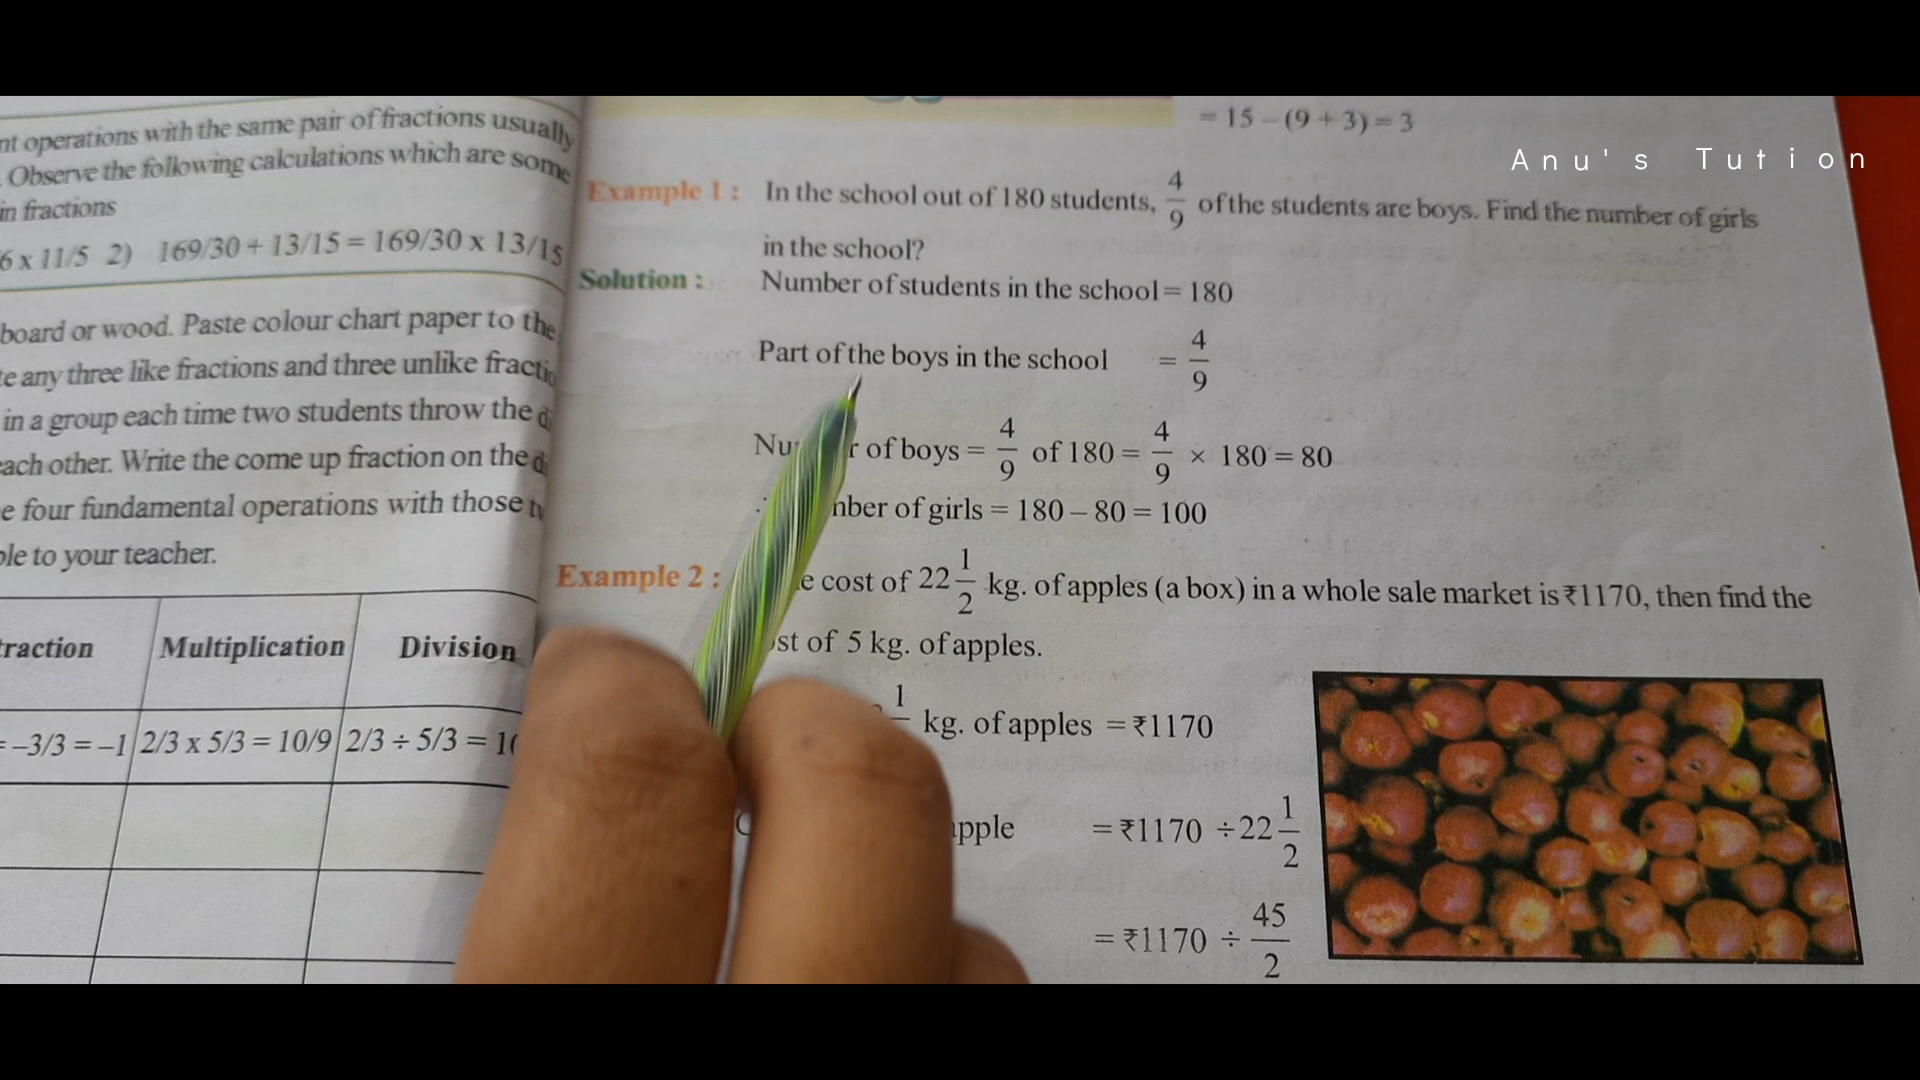 nt operations with the same pair of fractions usually
. Observe the following calculations which are some
in fractions
6 x 11/5 2) 169/30 + 13/15 = 169/30 x 13/15
board or wood. Paste colour chart paper to the
te any three like fractions and three unlike fractio
in a group each time two students throw the d
each other. Write the come up fraction on the d
e four fundamental operations with those tw
ole to your teacher.
traction Multiplication Division
= –3/3 = –1 2/3 x 5/3 = 10/9 2/3 ÷ 5/3 = 1
= 15 – (9 + 3) = 3
Anu's Tution
Example 1 : In the school out of 180 students, 4/9 of the students are boys. Find the number of girls
in the school?
Solution : Number of students in the school = 180
Part of the boys in the school = 4/9
Nu r of boys = 4/9 of 180 = 4/9 × 180 = 80
nber of girls = 180 – 80 = 100
Example 2 : e cost of 22 1/2 kg. of apples (a box) in a whole sale market is ₹1170, then find the
st of 5 kg. of apples.
1/ kg. of apples = ₹1170
apple = ₹1170 ÷ 22 1/2
= ₹1170 ÷ 45/2